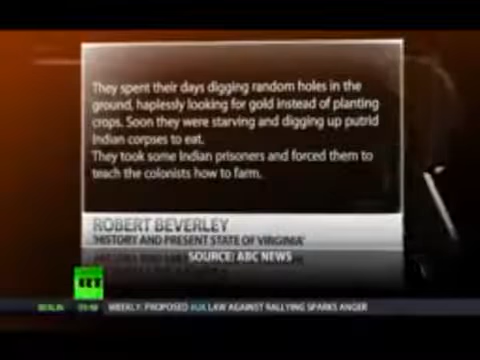 They spent their days digging random holes in the
ground, haplessly looking for gold instead of planting
crops. Soon they were starving and digging up putrid
Indian corpses to eat.
They took some Indian prisoners and forced them to
teach the colonists how to farm.
ROBERT BEVERLEY
'HISTORY AND PRESENT STATE OF VIRGINIA'
SOURCE: ABC NEWS
RT
BERLIN WEEKLY: PROPOSED LAW AGAINST RALLYING SPARKS ANGER